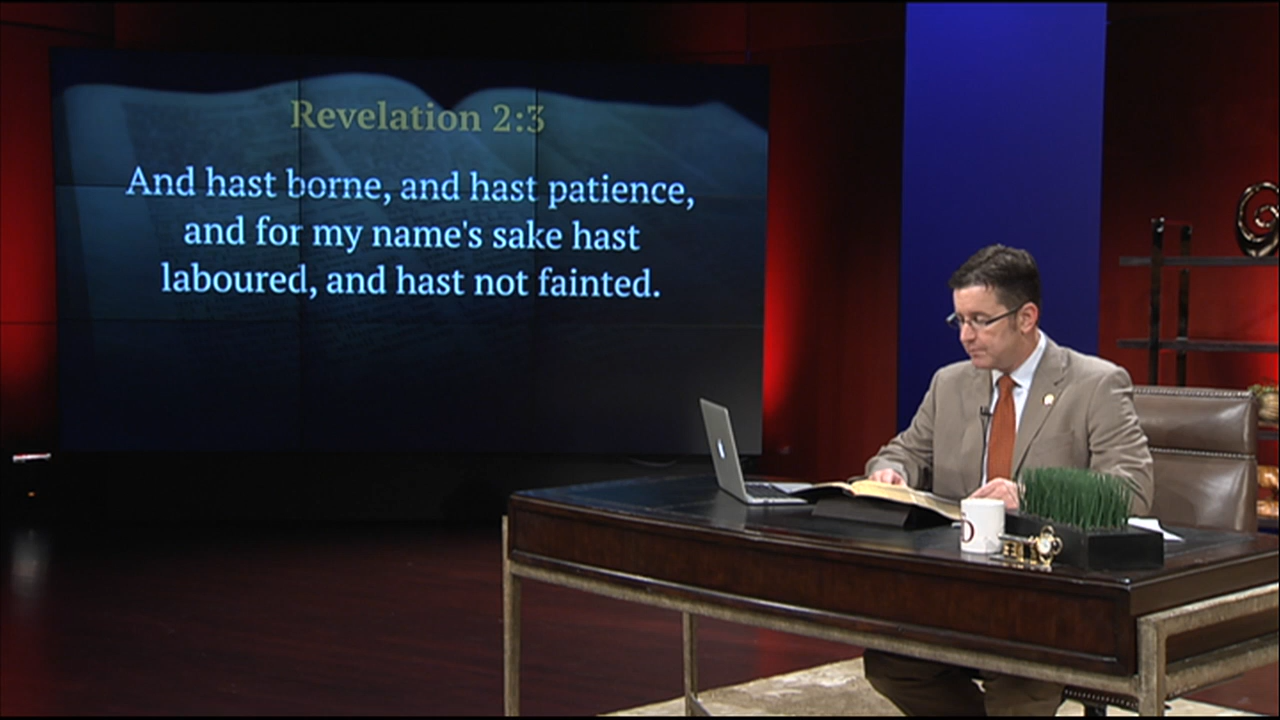 Revelation 2:3
And hast borne, and hast patience,
and for my name's sake hast
laboured, and hast not fainted.